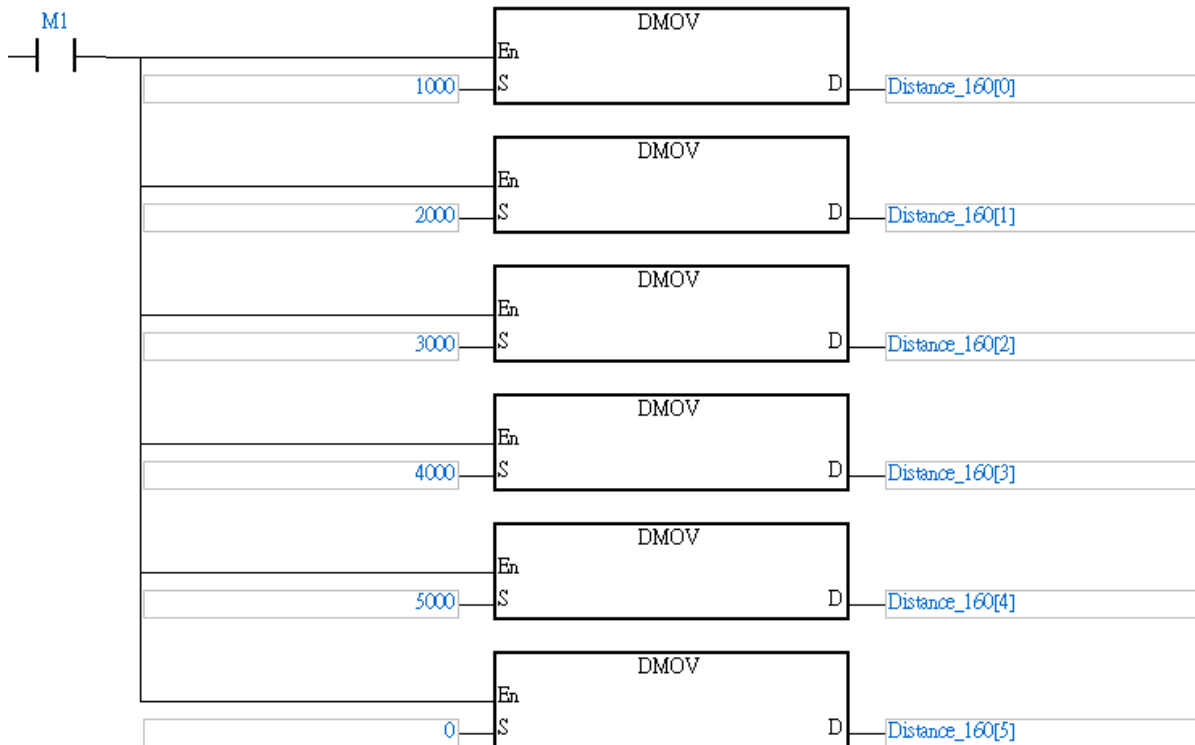 M1
DMOV
En
1000 S D Distance_160[0]
DMOV
En
2000 S D Distance_160[1]
DMOV
En
3000 S D Distance_160[2]
DMOV
En
4000 S D Distance_160[3]
DMOV
En
5000 S D Distance_160[4]
DMOV
En
0 S D Distance_160[5]